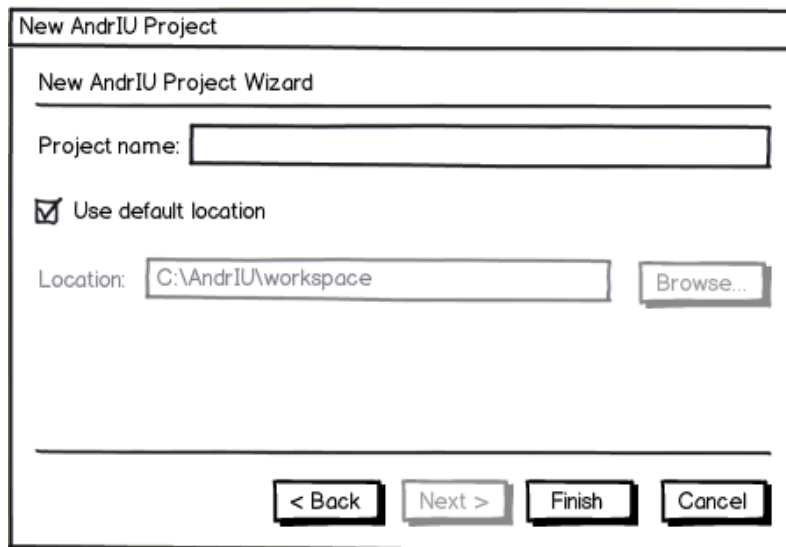 New AndrIU Project
New AndrIU Project Wizard
Project name:
Use default location
Location: C:\AndrIU\workspace Browse...
< Back Next > Finish Cancel